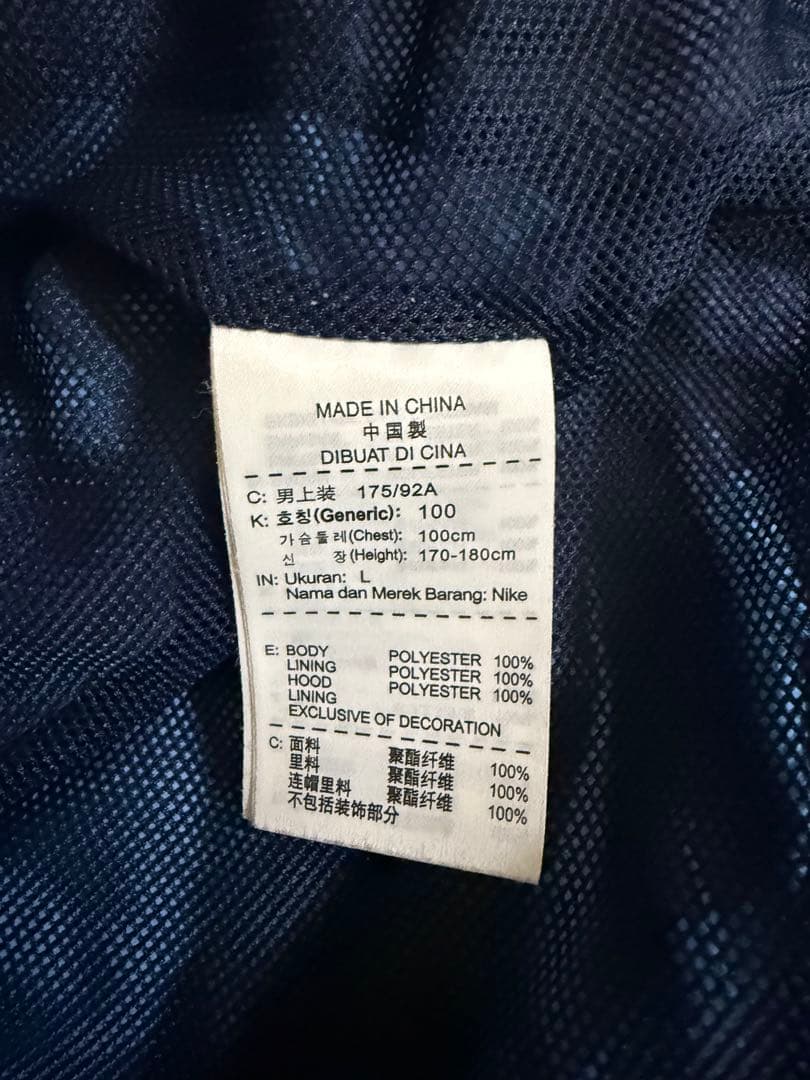 MADE IN CHINA
中国製
DIBUAT DI CINA
C: 男上装 175/92A
K: 호칭(Generic): 100
가슴둘레(Chest): 100cm
신 장(Height): 170-180cm
IN: Ukuran: L
Nama dan Merek Barang: Nike
E: BODY POLYESTER 100%
LINING POLYESTER 100%
HOOD POLYESTER 100%
LINING
EXCLUSIVE OF DECORATION
C: 面料 聚酯纤维 100%
里料 聚酯纤维 100%
连帽里料 聚酯纤维 100%
不包括装饰部分